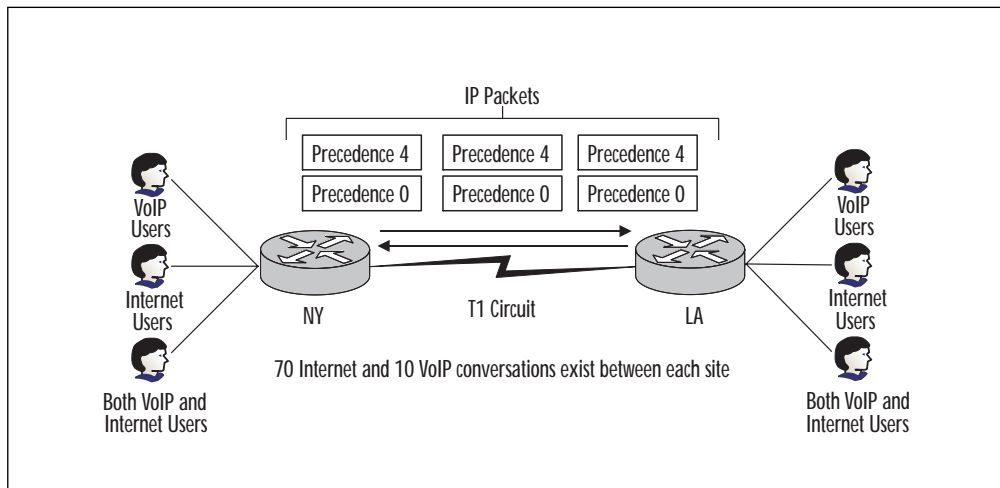 IP Packets
Precedence 4
Precedence 4
Precedence 4
Precedence 0
Precedence 0
Precedence 0
VoIP
Users
VoIP
Users
Internet
Users
Internet
Users
NY
T1 Circuit
LA
70 Internet and 10 VoIP conversations exist between each site
Both VoIP and
Internet Users
Both VoIP and
Internet Users